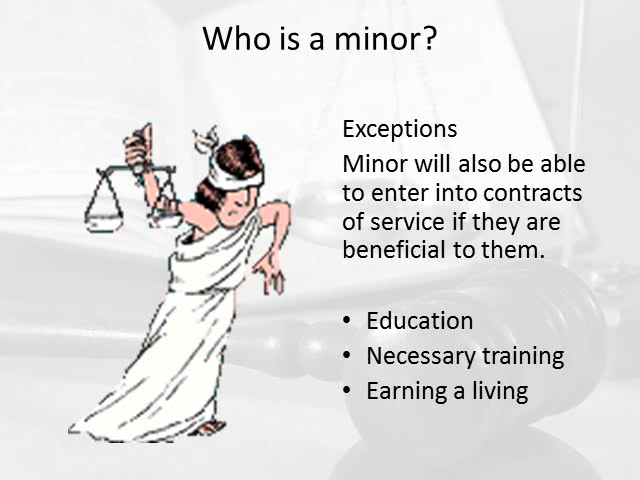 Who is a minor?
Exceptions
Minor will also be able
to enter into contracts
of service if they are
beneficial to them.
• Education
• Necessary training
• Earning a living